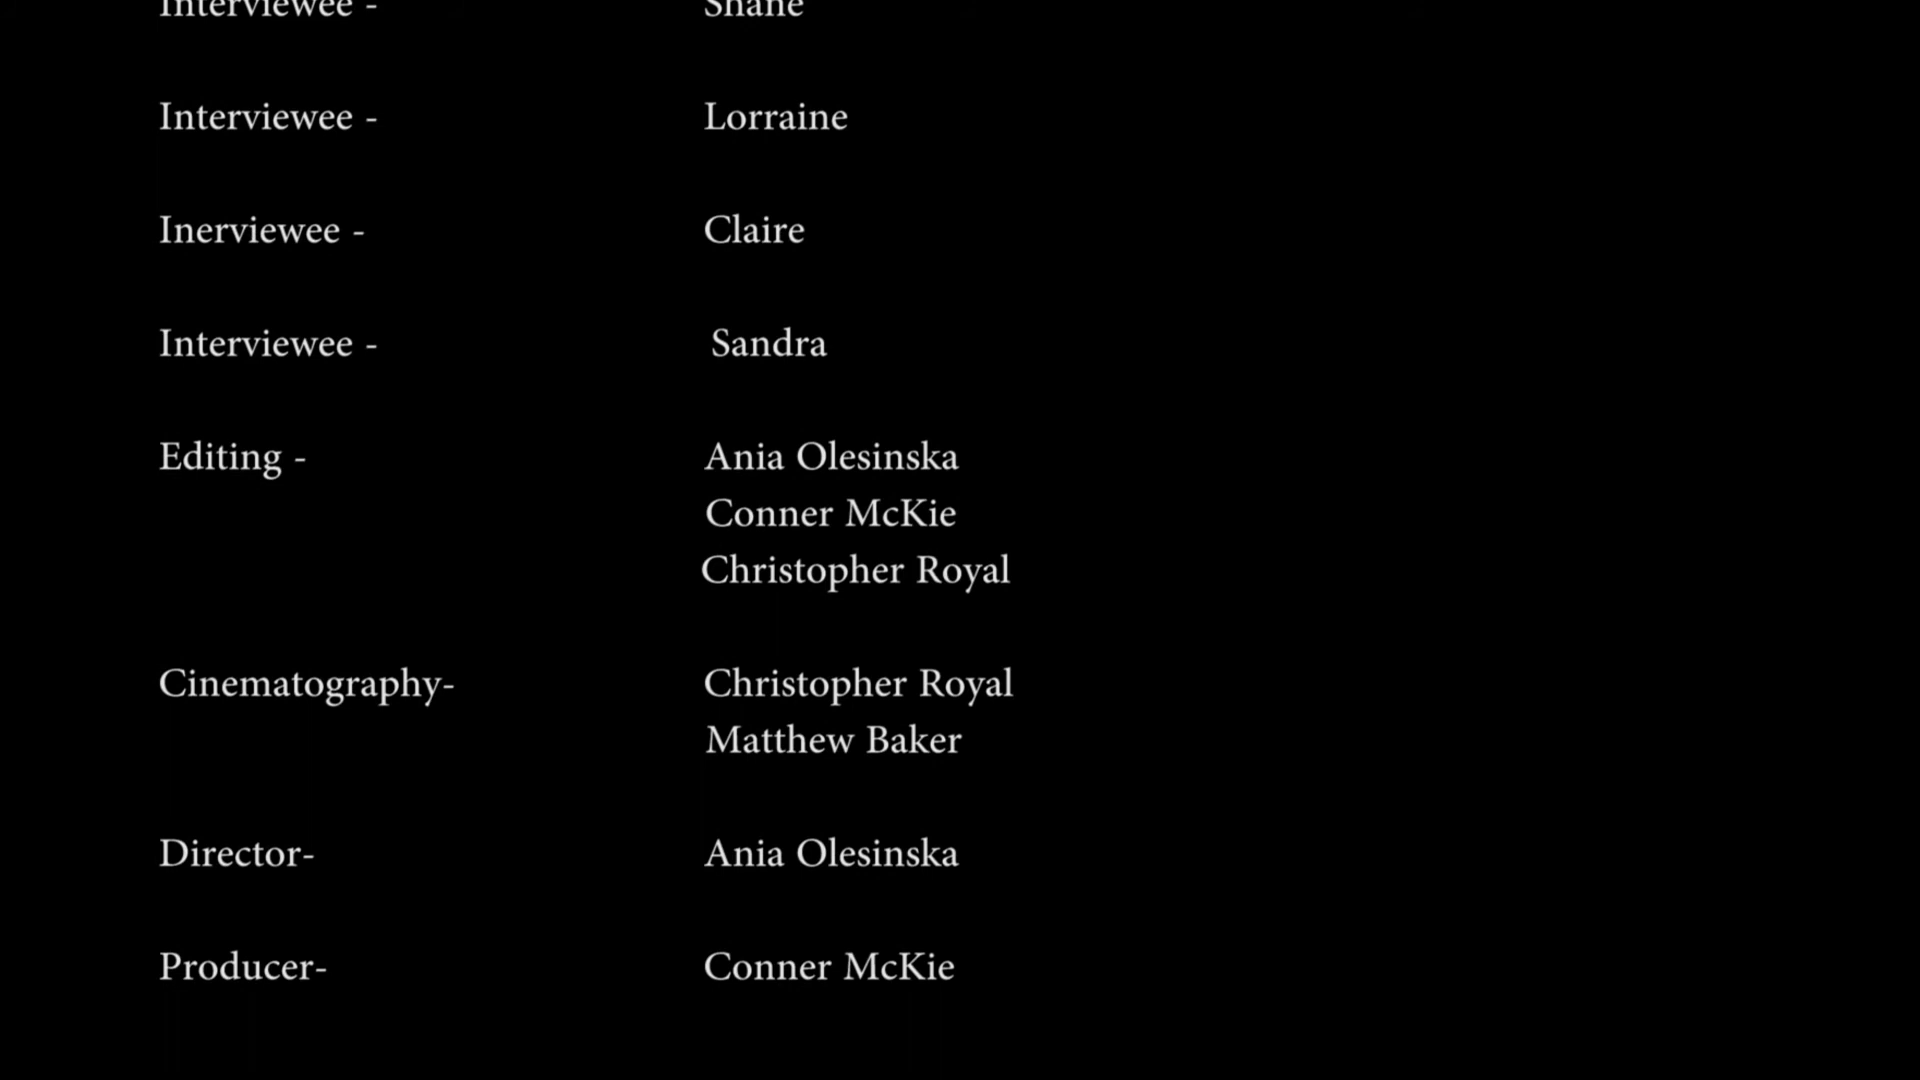 Interviewee - Shane
Interviewee - Lorraine
Inerviewee - Claire
Interviewee - Sandra
Editing - Ania Olesinska
Conner McKie
Christopher Royal
Cinematography- Christopher Royal
Matthew Baker
Director- Ania Olesinska
Producer- Conner McKie